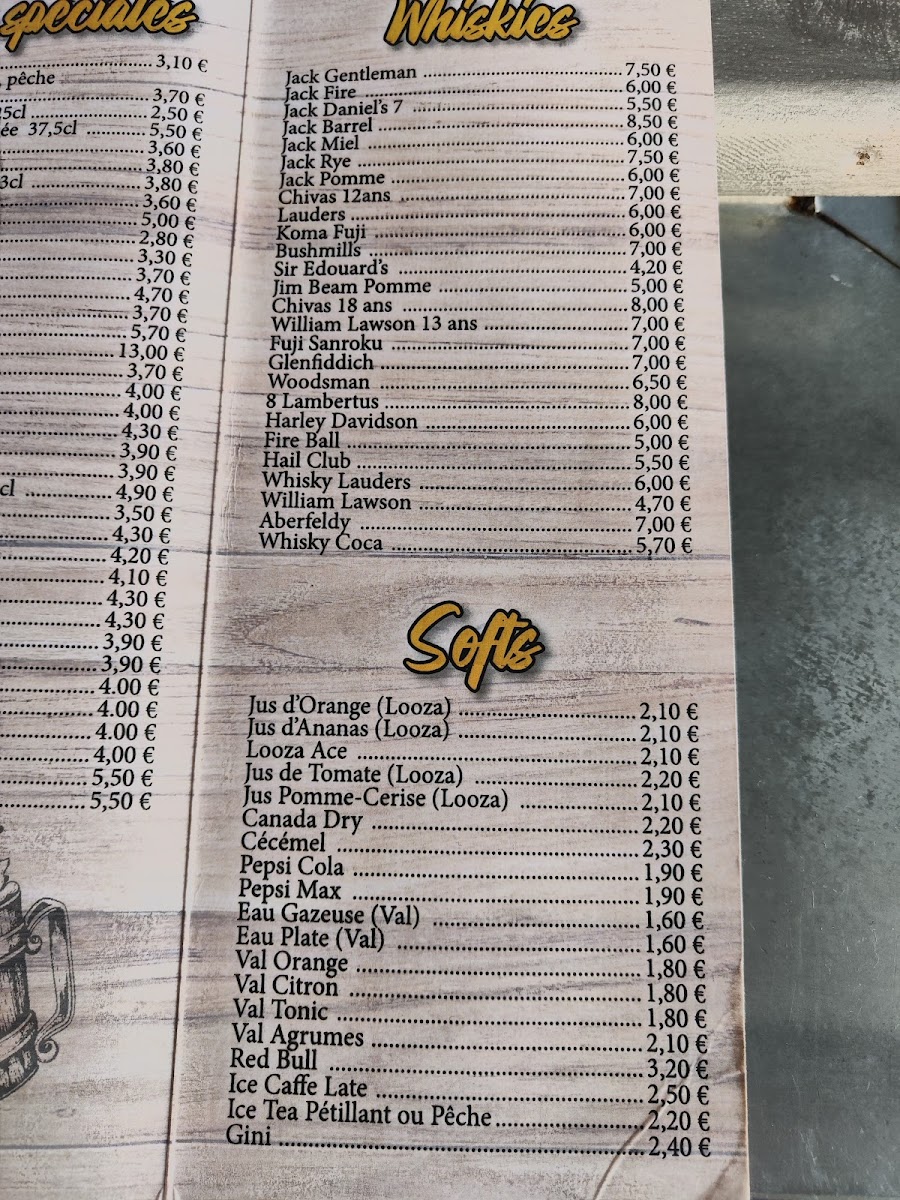 spéciales
3,10 €
, pêche
3,70 €
5cl 2,50 €
ée 37,5cl 5,50 €
3,60 €
3,80 €
3cl 3,80 €
3,60 €
5,00 €
2,80 €
3,30 €
3,70 €
4,70 €
3,70 €
5,70 €
13,00 €
3,70 €
4,00 €
4,00 €
4,30 €
3,90 €
3,90 €
cl 4,90 €
3,50 €
4,30 €
4,20 €
4,10 €
4,30 €
4,30 €
3,90 €
3,90 €
4.00 €
4.00 €
4.00 €
4,00 €
5,50 €
5,50 €
Whiskies
Jack Gentleman 7,50 €
Jack Fire 6,00 €
Jack Daniel's 7 5,50 €
Jack Barrel 8,50 €
Jack Miel 6,00 €
Jack Rye 7,50 €
Jack Pomme 6,00 €
Chivas 12ans 7,00 €
Lauders 6,00 €
Koma Fuji 6,00 €
Bushmills 7,00 €
Sir Edouard's 4,20 €
Jim Beam Pomme 5,00 €
Chivas 18 ans 8,00 €
William Lawson 13 ans 7,00 €
Fuji Sanroku 7,00 €
Glenfiddich 7,00 €
Woodsman 6,50 €
8 Lambertus 8,00 €
Harley Davidson 6,00 €
Fire Ball 5,00 €
Hail Club 5,50 €
Whisky Lauders 6,00 €
William Lawson 4,70 €
Aberfeldy 7,00 €
Whisky Coca 5,70 €
Softs
Jus d'Orange (Looza) 2,10 €
Jus d'Ananas (Looza) 2,10 €
Looza Ace 2,10 €
Jus de Tomate (Looza) 2,20 €
Jus Pomme-Cerise (Looza) 2,10 €
Canada Dry 2,20 €
Cécémel 2,30 €
Pepsi Cola 1,90 €
Pepsi Max 1,90 €
Eau Gazeuse (Val) 1,60 €
Eau Plate (Val) 1,60 €
Val Orange 1,80 €
Val Citron 1,80 €
Val Tonic 1,80 €
Val Agrumes 2,10 €
Red Bull 3,20 €
Ice Caffe Late 2,50 €
Ice Tea Pétillant ou Pêche 2,20 €
Gini 2,40 €